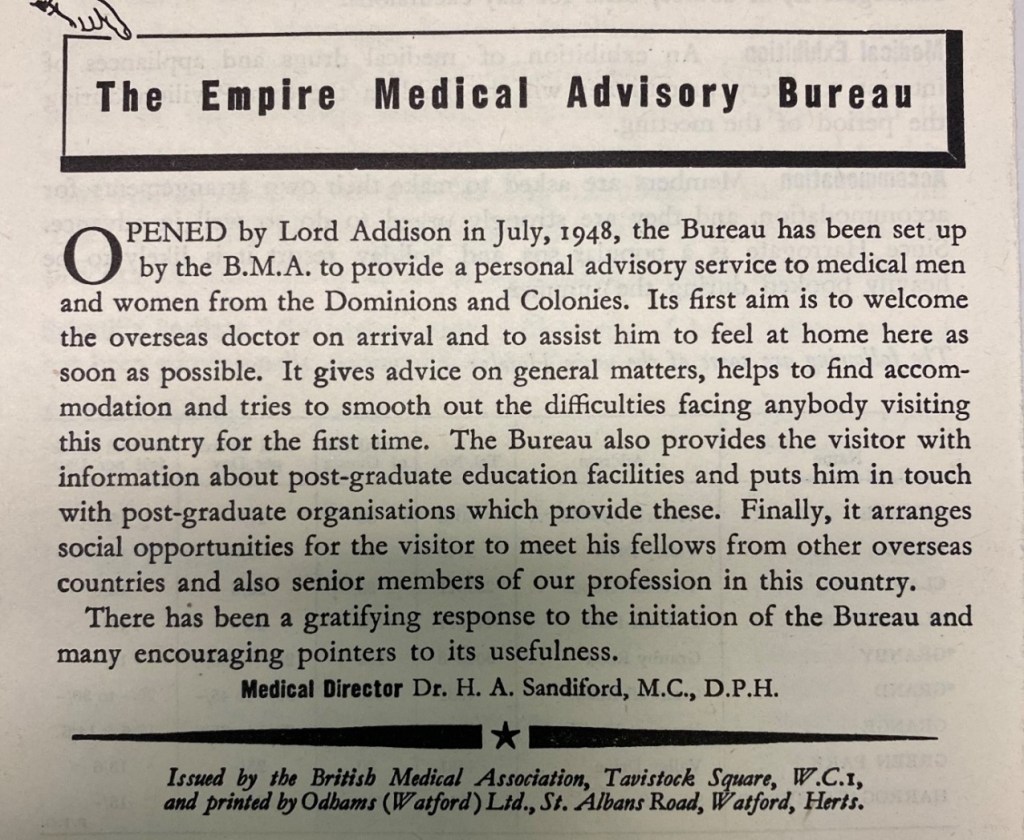 The Empire Medical Advisory Bureau
OPENED by Lord Addison in July, 1948, the Bureau has been set up
by the B.M.A. to provide a personal advisory service to medical men
and women from the Dominions and Colonies. Its first aim is to welcome
the overseas doctor on arrival and to assist him to feel at home here as
soon as possible. It gives advice on general matters, helps to find accom-
modation and tries to smooth out the difficulties facing anybody visiting
this country for the first time. The Bureau also provides the visitor with
information about post-graduate education facilities and puts him in touch
with post-graduate organisations which provide these. Finally, it arranges
social opportunities for the visitor to meet his fellows from other overseas
countries and also senior members of our profession in this country.
There has been a gratifying response to the initiation of the Bureau and
many encouraging pointers to its usefulness.
Medical Director Dr. H. A. Sandiford, M.C., D.P.H.
Issued by the British Medical Association, Tavistock Square, W.C.1,
and printed by Odhams (Watford) Ltd., St. Albans Road, Watford, Herts.